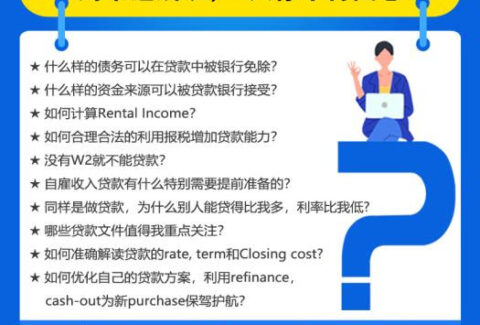 ★ 什么样的债务可以在贷款中被银行免除?
★ 什么样的资金来源可以被贷款银行接受?
★ 如何计算Rental Income?
★ 如何合理合法的利用报税增加贷款能力?
★ 没有W2就不能贷款?
★ 自雇收入贷款有什么特别需要提前准备的?
★ 同样是做贷款，为什么别人能贷得比我多，利率比我低?
★ 哪些贷款文件值得我重点关注?
★ 如何准确解读贷款的rate, term和Closing cost?
★ 如何优化自己的贷款方案，利用refinance，
cash-out为新purchase保驾护航?